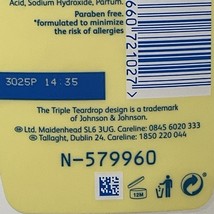 Acid, Sodium Hydroxide, Parfum.
Paraben free.
*formulated to minimize
the risk of allergies
3025P 14:35
The Triple Teardrop design is a trademark
of Johnson & Johnson.
Ltd. Maidenhead SL6 3UG. Careline: 0845 6020 333
Tallaght, Dublin 24. Careline: 1850 220 044
N-579960
12M